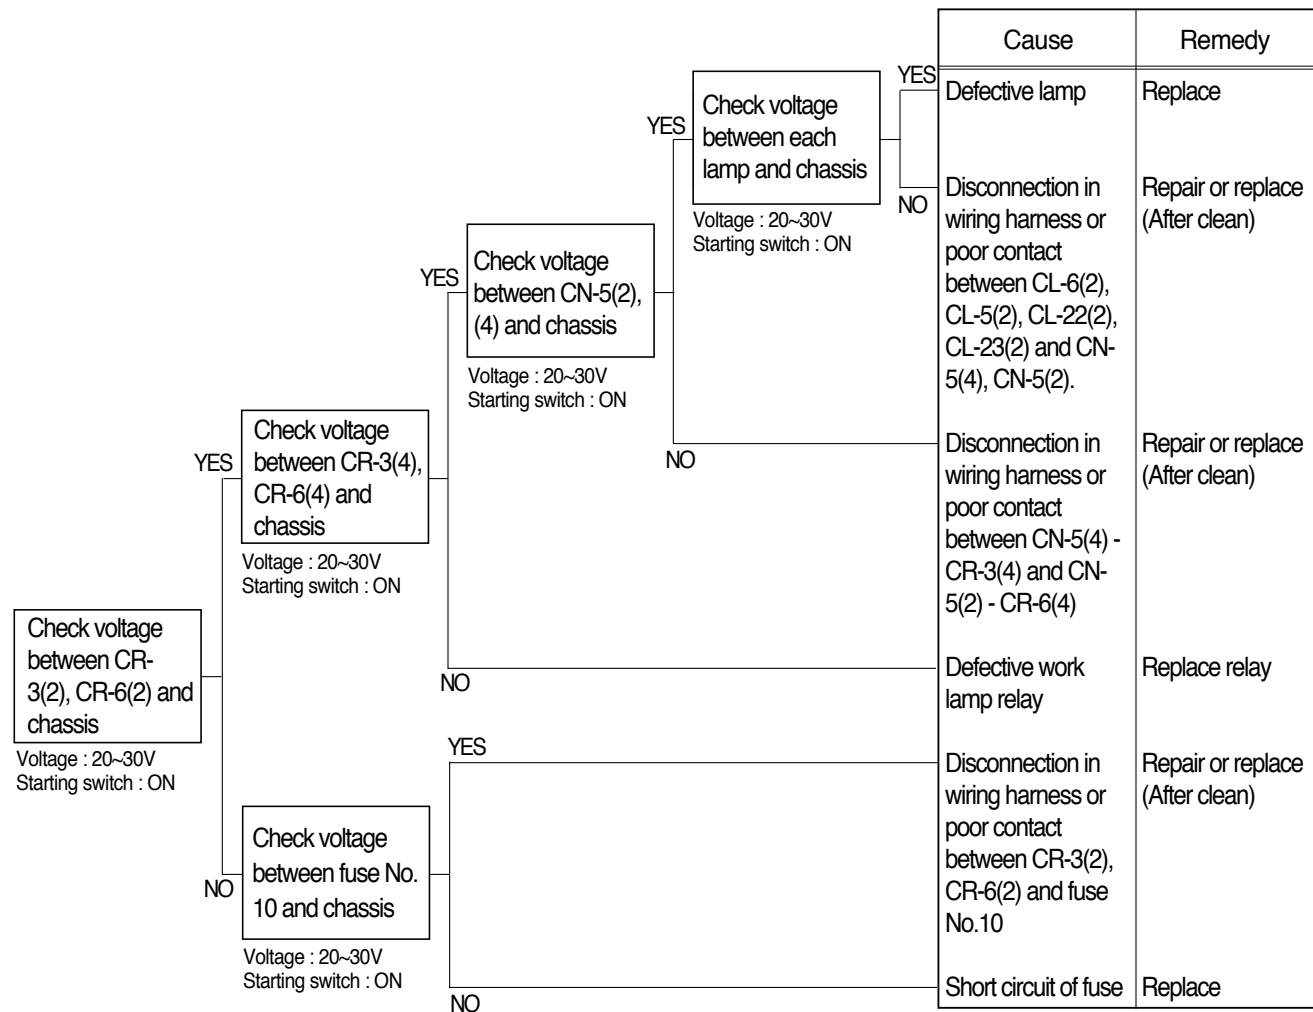 Cause
Remedy
YES
Defective lamp
Replace
Check voltage
between each
lamp and chassis
YES
NO
Voltage : 20~30V
Starting switch : ON
Disconnection in
wiring harness or
poor contact
between CL-6(2),
CL-5(2), CL-22(2),
CL-23(2) and CN-
5(4), CN-5(2).
Repair or replace
(After clean)
YES
Check voltage
between CN-5(2),
(4) and chassis
Voltage : 20~30V
Starting switch : ON
NO
Disconnection in
wiring harness or
poor contact
between CN-5(4) -
CR-3(4) and CN-
5(2) - CR-6(4)
Repair or replace
(After clean)
YES
Check voltage
between CR-3(4),
CR-6(4) and
chassis
Voltage : 20~30V
Starting switch : ON
NO
Defective work
lamp relay
Replace relay
Check voltage
between CR-
3(2), CR-6(2) and
chassis
Voltage : 20~30V
Starting switch : ON
YES
Disconnection in
wiring harness or
poor contact
between CR-3(2),
CR-6(2) and fuse
No.10
Repair or replace
(After clean)
NO
Check voltage
between fuse No.
10 and chassis
Voltage : 20~30V
Starting switch : ON
NO
Short circuit of fuse
Replace